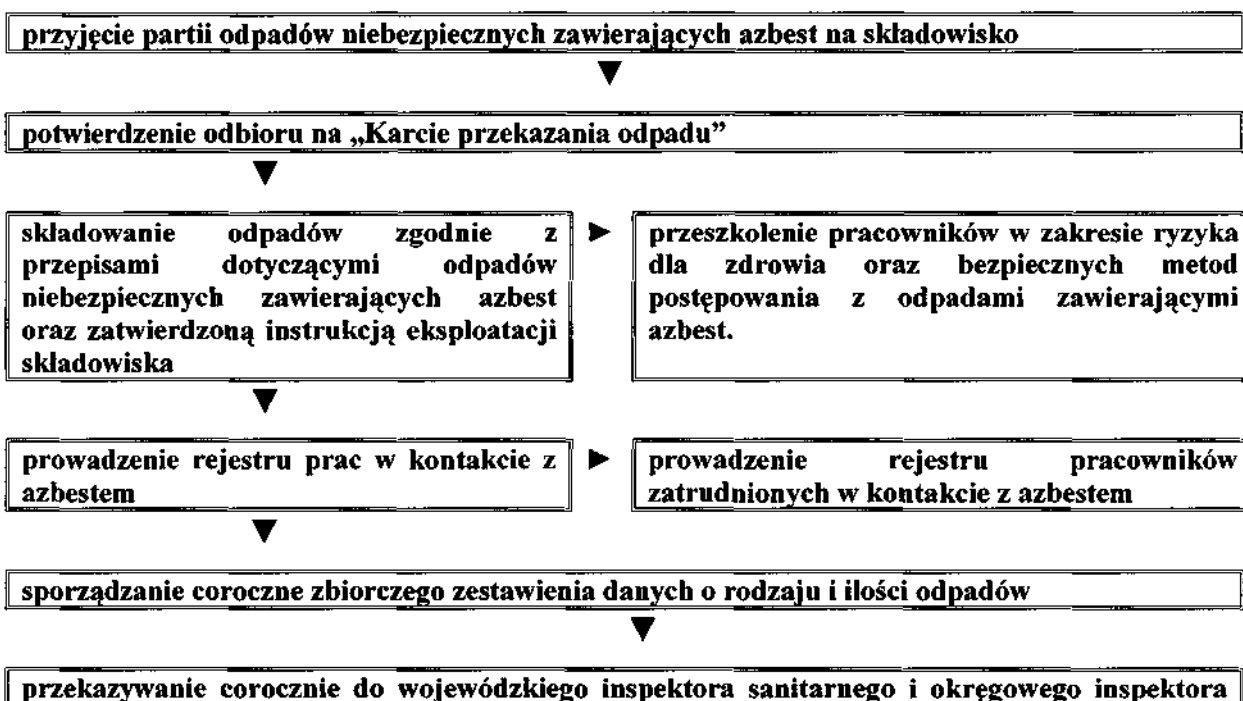 przyjęcie partii odpadów niebezpiecznych zawierających azbest na składowisko
potwierdzenie odbioru na „Karcie przekazania odpadu”
składowanie odpadów zgodnie z
przepisami dotyczącymi odpadów
niebezpiecznych zawierających azbest
oraz zatwierdzoną instrukcją eksploatacji
składowiska
przeszkolenie pracowników w zakresie ryzyka
dla zdrowia oraz bezpiecznych metod
postępowania z odpadami zawierającymi
azbest.
prowadzenie rejestru prac w kontakcie z
azbestem
prowadzenie rejestru pracowników
zatrudnionych w kontakcie z azbestem
sporządzanie coroczne zbiorczego zestawienia danych o rodzaju i ilości odpadów
przekazywanie corocznie do wojewódzkiego inspektora sanitarnego i okręgowego inspektora